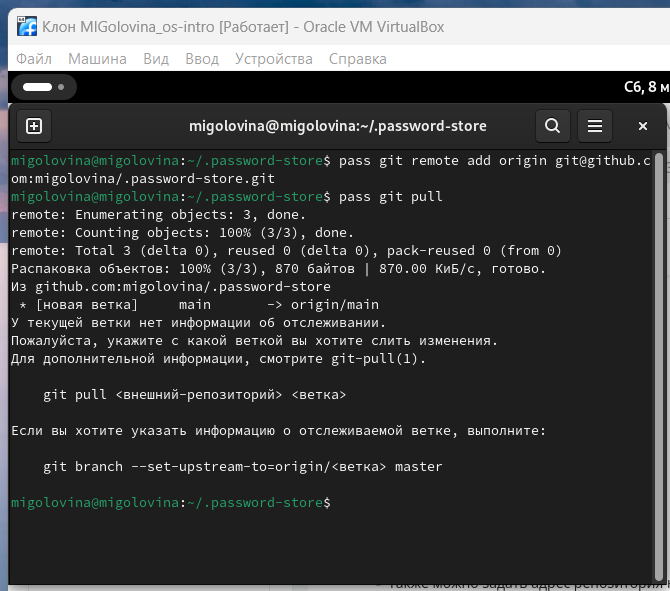 Клон MIGolovina_os-intro [Работает] - Oracle VM VirtualBox
Файл Машина Вид Ввод Устройства Справка
Сб, 8 м
migolovina@migolovina:~/.password-store
migolovina@migolovina:~/.password-store$ pass git remote add origin git@github.c
om:migolovina/.password-store.git
migolovina@migolovina:~/.password-store$ pass git pull
remote: Enumerating objects: 3, done.
remote: Counting objects: 100% (3/3), done.
remote: Total 3 (delta 0), reused 0 (delta 0), pack-reused 0 (from 0)
Распаковка объектов: 100% (3/3), 870 байтов | 870.00 КиБ/с, готово.
Из github.com:migolovina/.password-store
 * [новая ветка]     main       -> origin/main
У текущей ветки нет информации об отслеживании.
Пожалуйста, укажите с какой веткой вы хотите слить изменения.
Для дополнительной информации, смотрите git-pull(1).
    git pull <внешний-репозиторий> <ветка>
Если вы хотите указать информацию о отслеживаемой ветке, выполните:
    git branch --set-upstream-to=origin/<ветка> master
migolovina@migolovina:~/.password-store$
Также можно задать адрес репозитория